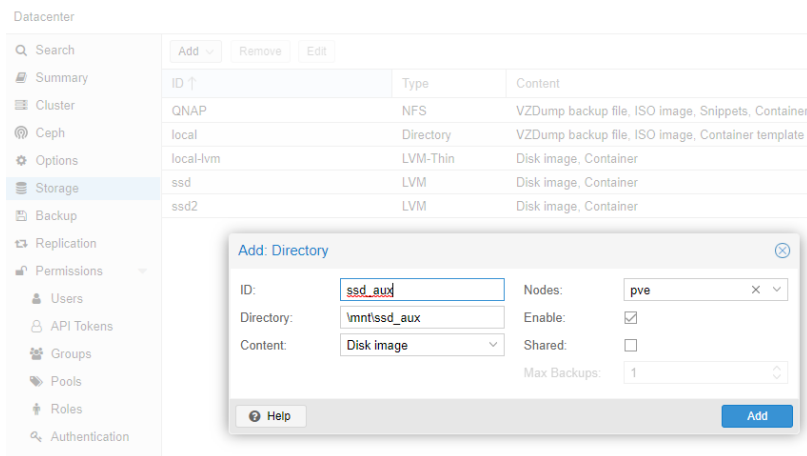 Datacenter
Search
Summary
Cluster
Ceph
Options
Storage
Backup
Replication
Permissions
Users
API Tokens
Groups
Pools
Roles
Authentication
Add Remove Edit
ID Type Content
QNAP NFS VZDump backup file, ISO image, Snippets, Container
local Directory VZDump backup file, ISO image, Container template
local-lvm LVM-Thin Disk image, Container
ssd LVM Disk image, Container
ssd2 LVM Disk image, Container
Add: Directory
ID: ssd_aux Nodes: pve
Directory: \mnt\ssd_aux Enable:
Content: Disk image Shared:
Max Backups: 1
Help Add